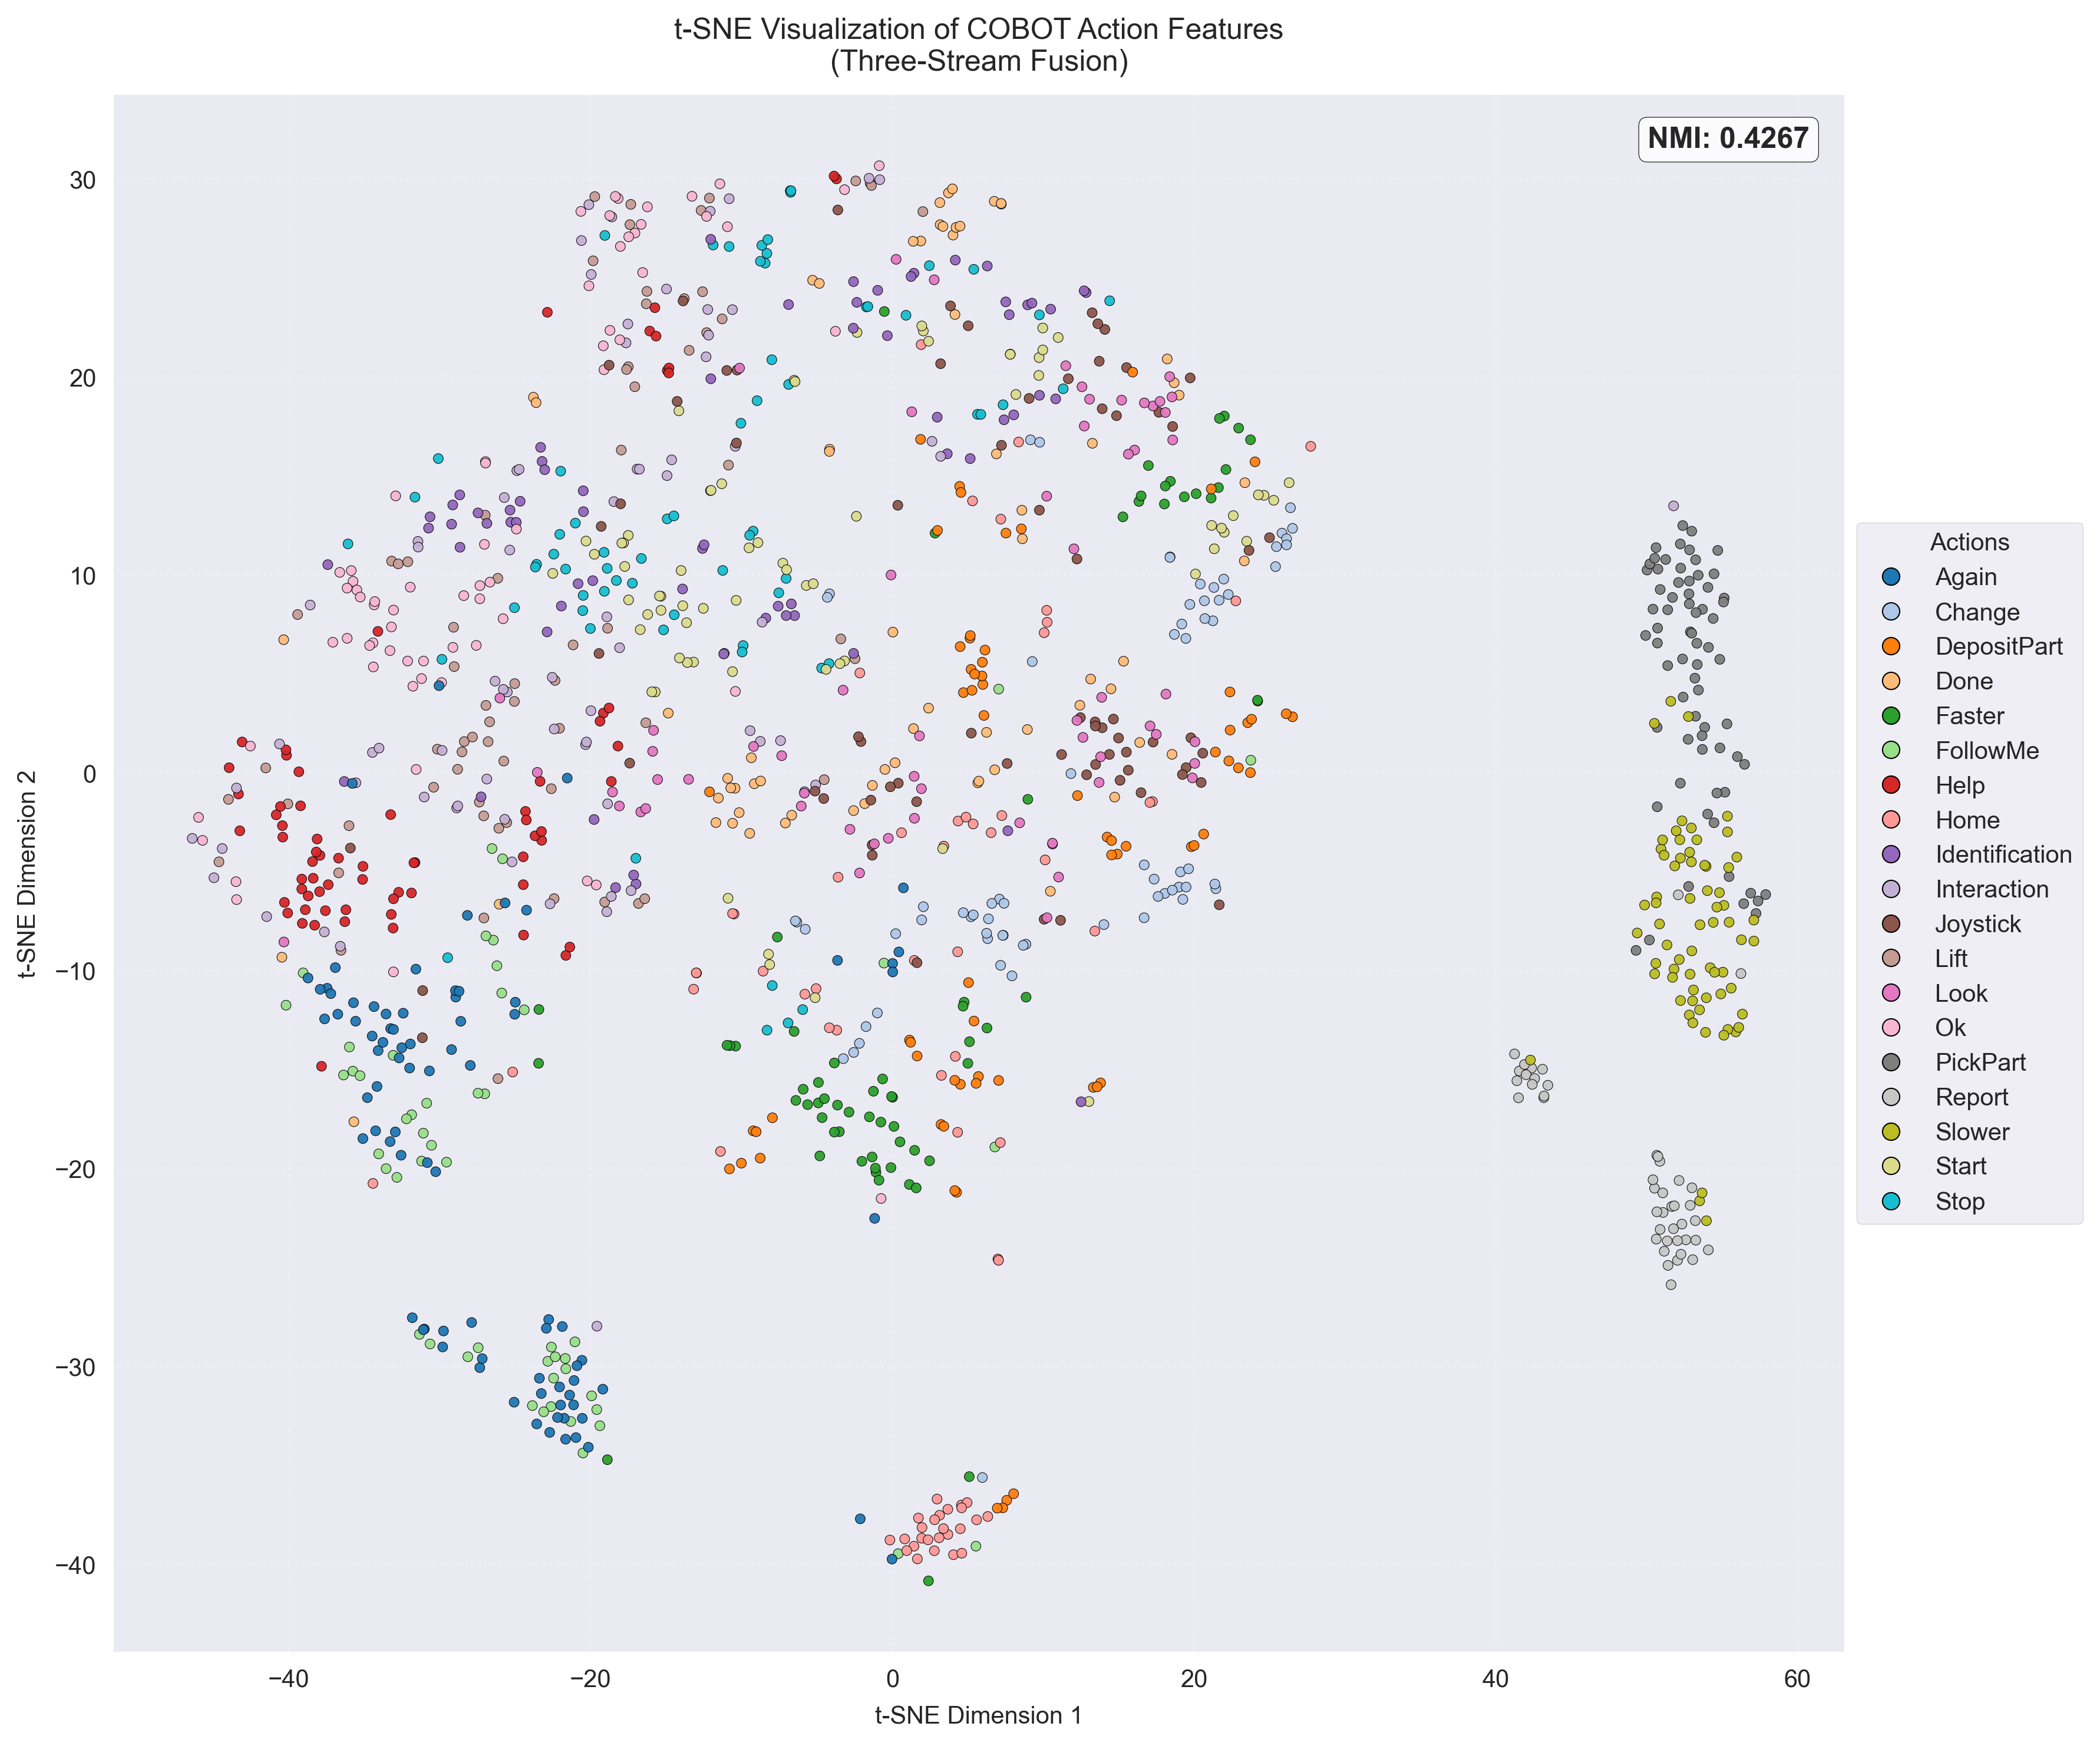 t-SNE Visualization of COBOT Action Features
(Three-Stream Fusion)
NMI: 0.4267
t-SNE Dimension 2
30
20
10
0
−10
−20
−30
−40
−40
−20
0
20
40
60
t-SNE Dimension 1
Actions
Again
Change
DepositPart
Done
Faster
FollowMe
Help
Home
Identification
Interaction
Joystick
Lift
Look
Ok
PickPart
Report
Slower
Start
Stop